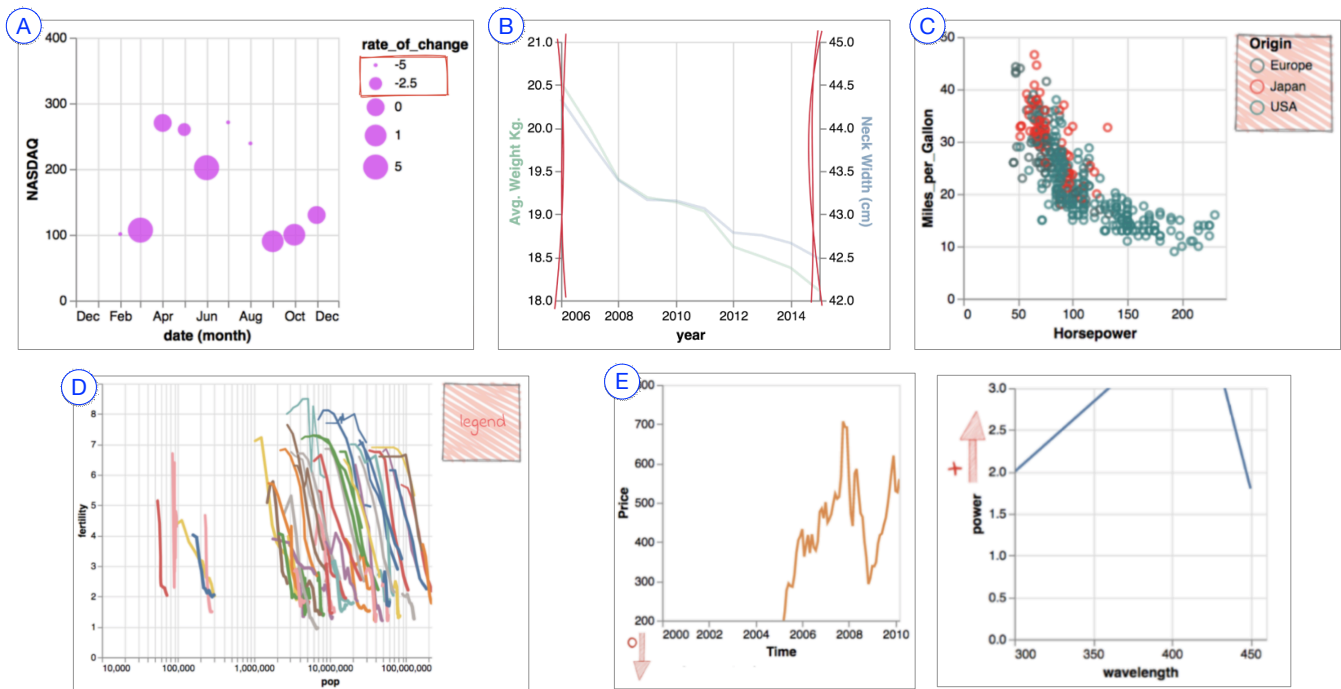 A
400
300
200
100
0
NASDAQ
Dec Feb Apr Jun Aug Oct Dec
date (month)
rate_of_change
-5
-2.5
0
1
5
B
21.0
20.5
20.0
19.5
19.0
18.5
18.0
Avg. Weight Kg.
45.0
44.5
44.0
43.5
43.0
42.5
42.0
Neck Width (cm)
2006 2008 2010 2012 2014
year
C
40
30
20
10
0
Miles_per_Gallon
0 50 100 150 200
Horsepower
Origin
Europe
Japan
USA
D
8
7
6
5
4
3
2
1
0
fertility
10,000 100,000 1,000,000 10,000,000 100,000,000
pop
legend
E
800
700
600
500
400
300
200
Price
2000 2002 2004 2006 2008 2010
Time
3.0
2.5
2.0
1.5
1.0
0.5
0.0
+
power
300 350 400 450
wavelength